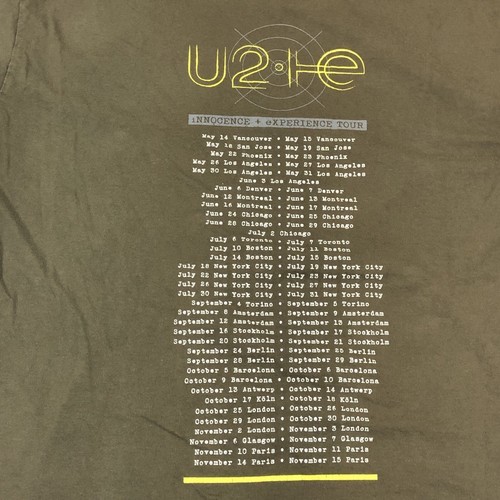 U2 i+e
iNNOCENCE + eXPERIENCE TOUR
May 14 Vancouver • May 15 Vancouver
May 18 San Jose • May 19 San Jose
May 22 Phoenix • May 23 Phoenix
May 26 Los Angeles • May 27 Los Angeles
May 30 Los Angeles • May 31 Los Angeles
June 3 Los Angeles
June 6 Denver • June 7 Denver
June 12 Montreal • June 13 Montreal
June 16 Montreal • June 17 Montreal
June 24 Chicago • June 25 Chicago
June 28 Chicago • June 29 Chicago
July 2 Chicago
July 6 Toronto • July 7 Toronto
July 10 Boston • July 11 Boston
July 14 Boston • July 15 Boston
July 18 New York City • July 19 New York City
July 22 New York City • July 23 New York City
July 26 New York City • July 27 New York City
July 30 New York City • July 31 New York City
September 4 Torino • September 5 Torino
September 8 Amsterdam • September 9 Amsterdam
September 12 Amsterdam • September 13 Amsterdam
September 16 Stockholm • September 17 Stockholm
September 20 Stockholm • September 21 Stockholm
September 24 Berlin • September 25 Berlin
September 28 Berlin • September 29 Berlin
October 5 Barcelona • October 6 Barcelona
October 9 Barcelona • October 10 Barcelona
October 13 Antwerp • October 14 Antwerp
October 17 Köln • October 18 Köln
October 25 London • October 26 London
October 29 London • October 30 London
November 2 London • November 3 London
November 6 Glasgow • November 7 Glasgow
November 10 Paris • November 11 Paris
November 14 Paris • November 15 Paris